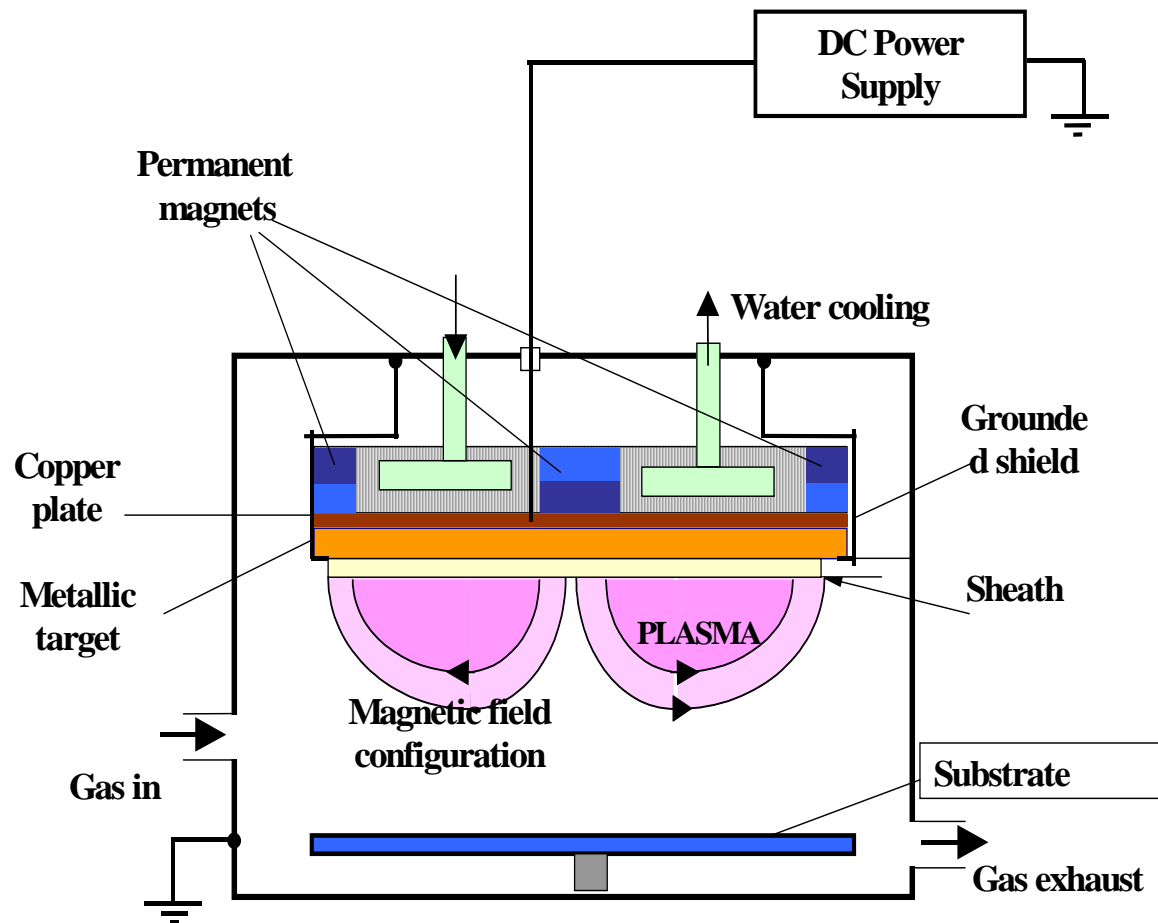 DC Power
Supply
Permanent
magnets
Water cooling
Grounde
d shield
Copper
plate
Metallic
target
Sheath
PLASMA
Magnetic field
configuration
Gas in
Substrate
Gas exhaust